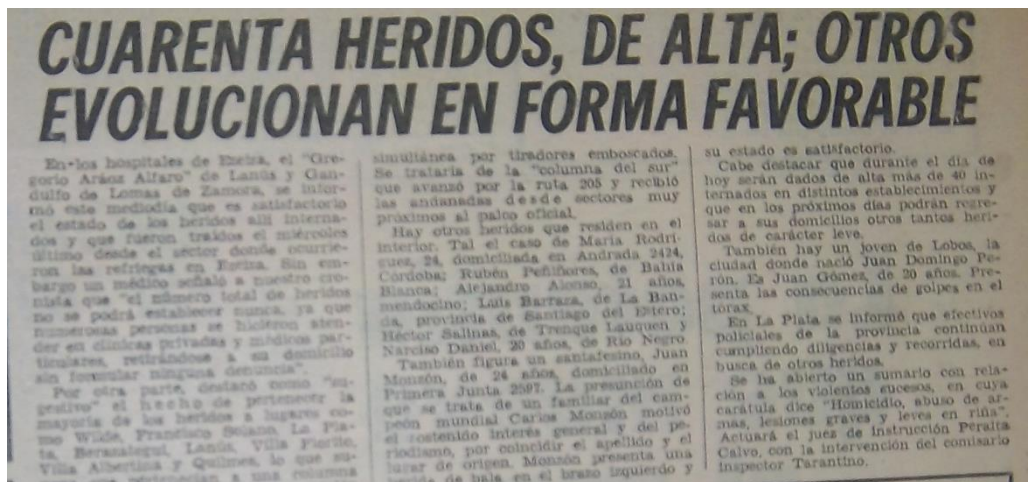 CUARENTA HERIDOS, DE ALTA; OTROS
EVOLUCIONAN EN FORMA FAVORABLE
En los hospitales de Ezeiza, el "Gre-
gorio Aráoz Alfaro" de Lanús y Gan-
dulfo de Lomas de Zamora, se infor-
mó este mediodía que es satisfactorio
el estado de los heridos allí interna-
dos y que fueron traídos el miércoles
último desde el sector donde ocurrie-
ron las refriegas en Ezeiza. Sin em-
bargo un médico señaló a nuestro cro-
nista que "el número total de heridos
no se podrá establecer nunca, ya que
numerosas personas se hicieron aten-
der en clínicas privadas y médicos par-
ticulares, retirándose a su domicilio
sin formular ninguna denuncia".
Por otra parte, destacó como "su-
gestivo" el hecho de pertenecer la
mayoría de los heridos a lugares co-
mo Wilde, Francisco Solano, La Pla-
ta, Berazategui, Lanús, Villa Fiorito,
Villa Albertina y Quilmes, lo que su-
pertenecían a una columna
simultánea por tiradores emboscados.
Se trataría de la "columna del sur"
que avanzó por la ruta 205 y recibió
las andanadas desde sectores muy
próximos al palco oficial.
Hay otros heridos que residen en el
interior. Tal el caso de María Rodrí-
guez, 24, domiciliada en Andrada 2424,
Córdoba; Rubén Peñiñores, de Bahía
Blanca; Alejandro Alonso, 21 años,
mendocino; Luis Barraza, de La Ban-
da, provincia de Santiago del Estero;
Héctor Salinas, de Trenque Lauquen y
Narciso Daniel, 20 años, de Río Negro.
También figura un santafesino, Juan
Monzón, de 24 años, domiciliado en
Primera Junta 2597. La presunción de
que se trata de un familiar del cam-
peón mundial Carlos Monzón motivó
el sostenido interés general y del pe-
riodismo, por coincidir el apellido y el
lugar de origen. Monzón presenta una
herida de bala en el brazo izquierdo y
su estado es satisfactorio.
Cabe destacar que durante el día de
hoy serán dados de alta más de 40 in-
ternados en distintos establecimientos y
que en los próximos días podrán regre-
sar a sus domicilios otros tantos heri-
dos de carácter leve.
También hay un joven de Lobos, la
ciudad donde nació Juan Domingo Pe-
rón. Es Juan Gómez, de 20 años. Pre-
senta las consecuencias de golpes en el
tórax.
En La Plata se informó que efectivos
policiales de la provincia continúan
cumpliendo diligencias y recorridas, en
busca de otros heridos.
Se ha abierto un sumario con rela-
ción a los violentos sucesos, en cuya
carátula dice "Homicidio, abuso de ar-
mas, lesiones graves y leves en riña".
Actuará el juez de instrucción Peralta
Calvo, con la intervención del comisario
inspector Tarantino.